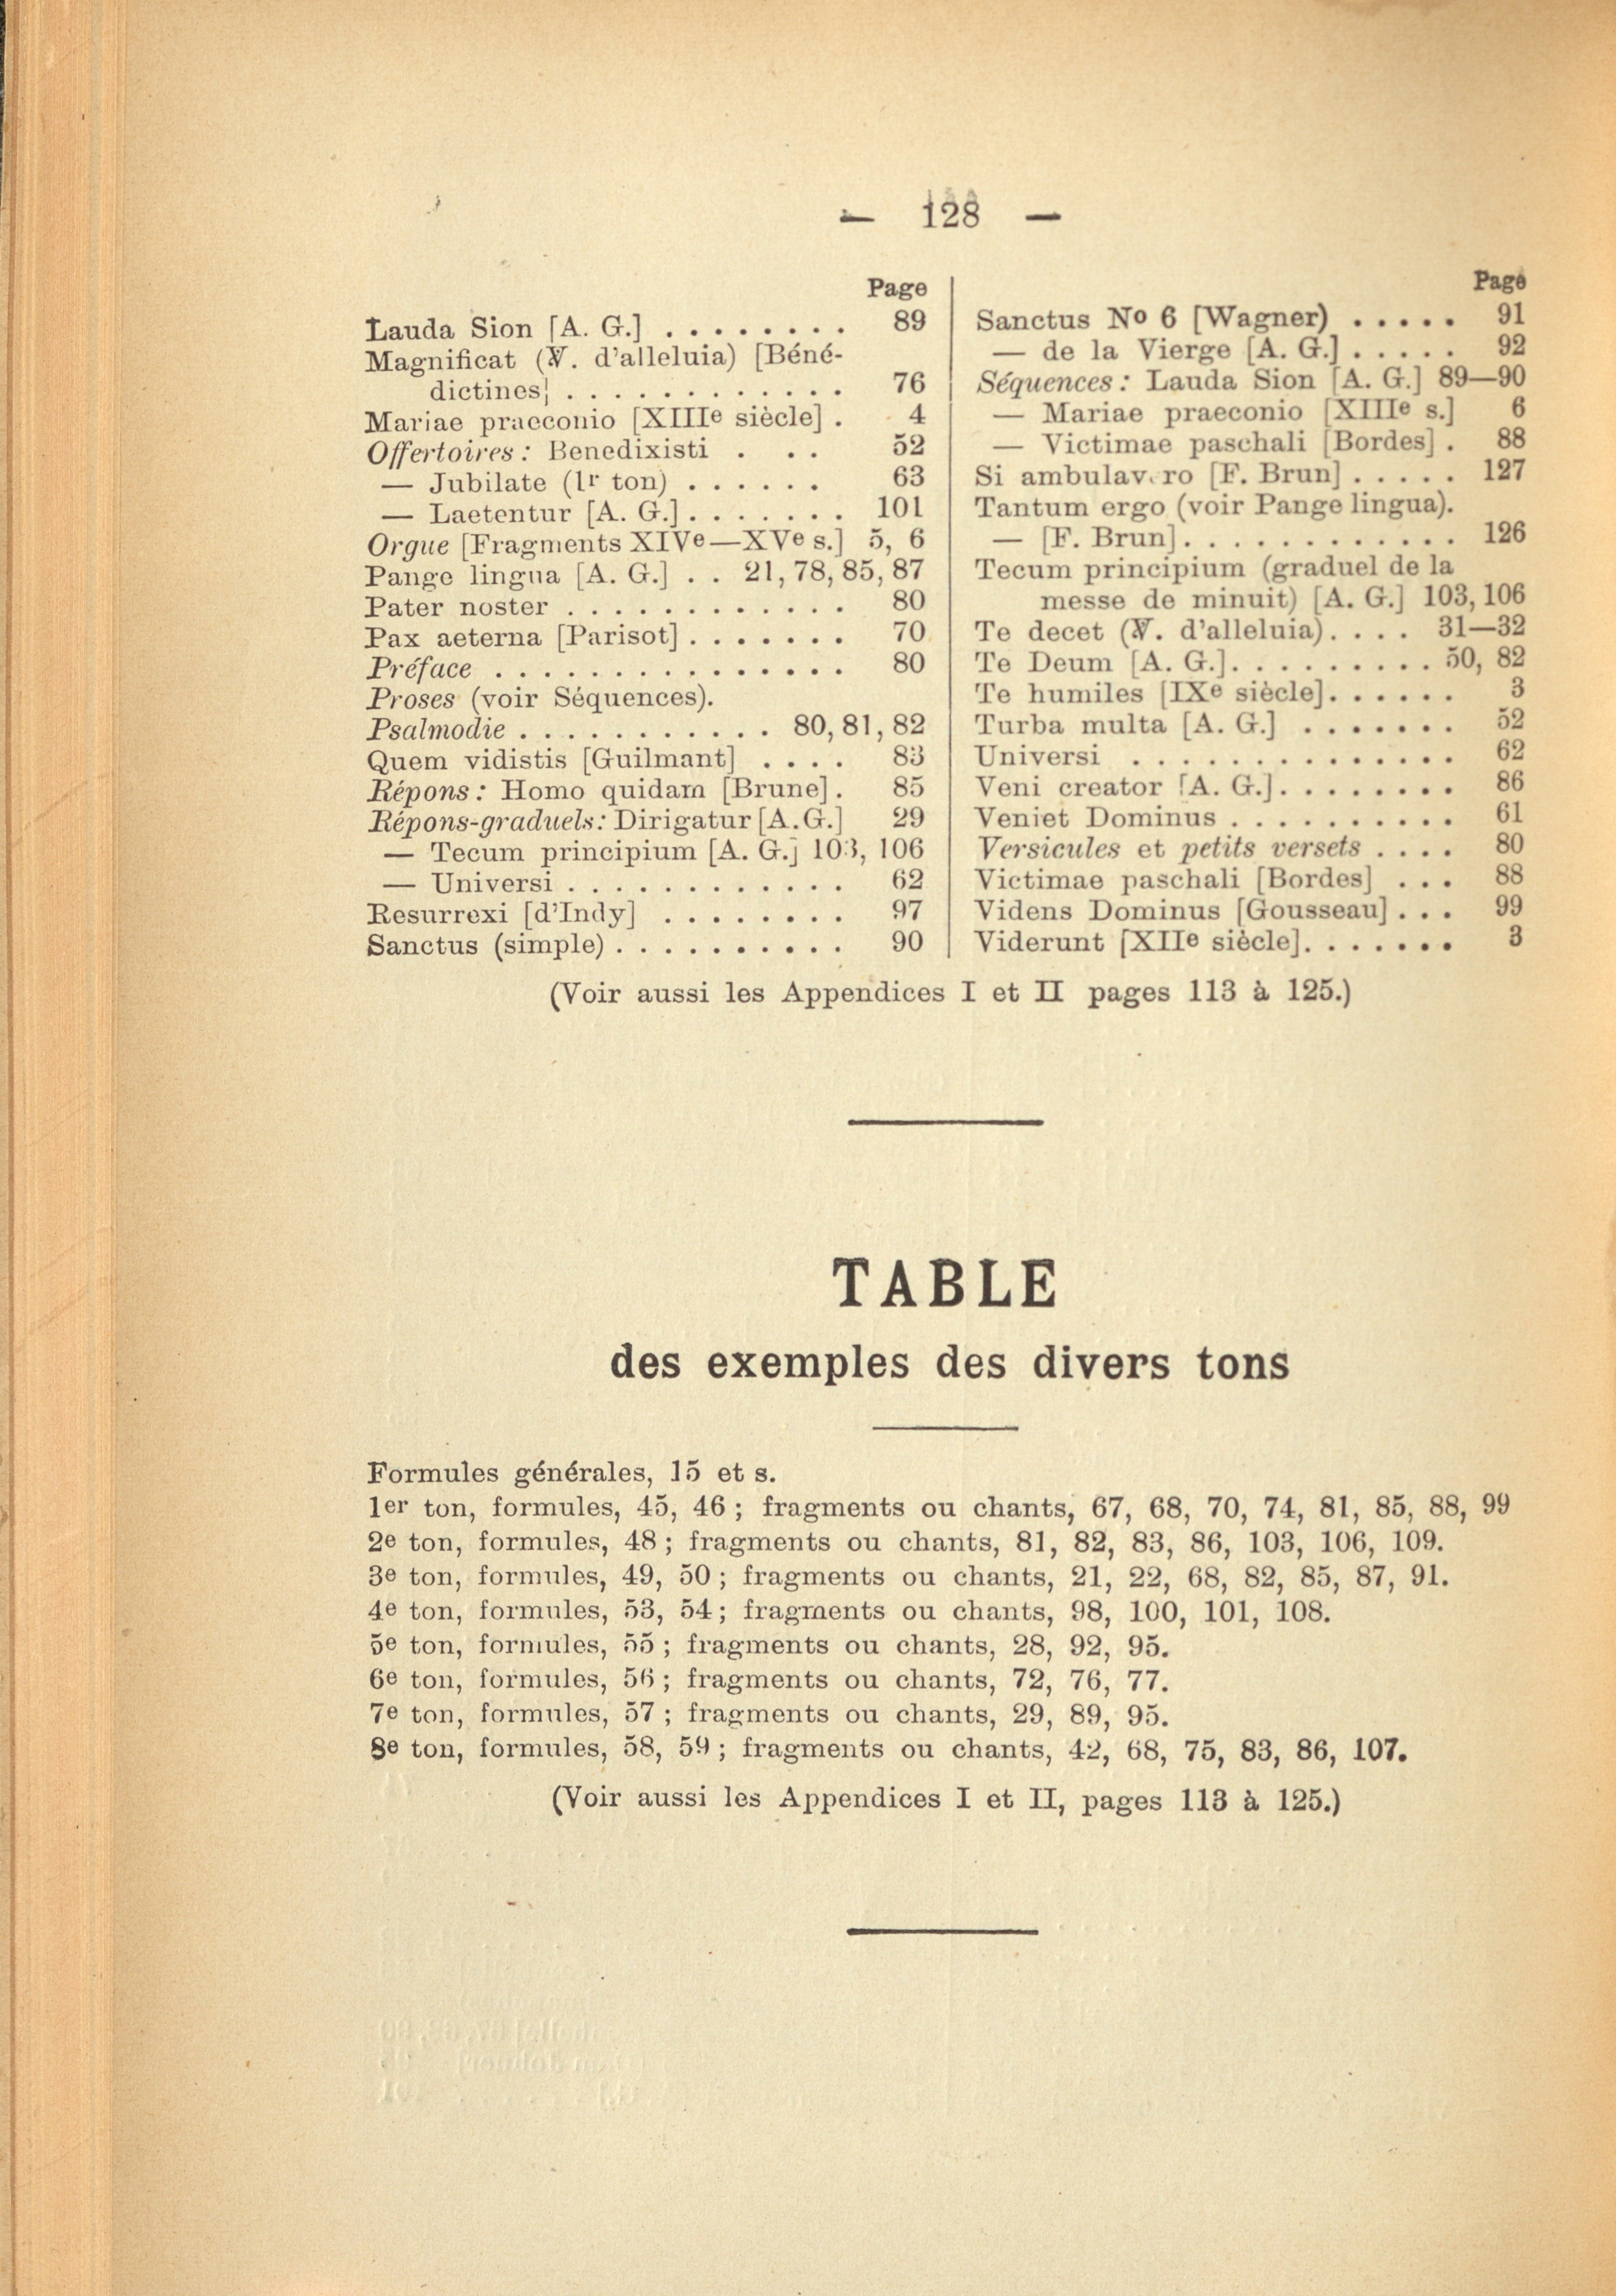 — 128 —
Page
Lauda Sion [A. G.] . . . . . . . . 89
Magnificat (℣. d'alleluia) [Béné-
dictines] . . . . . . . . . . . . 76
Mariae praeconio [XIIIe siècle] . 4
Offertoires : Benedixisti . . . 52
— Jubilate (1r ton) . . . . . . 63
— Laetentur [A. G.] . . . . . . . 101
Orgue [Fragments XIVe—XVe s.] 5, 6
Pange lingua [A. G.] . . 21, 78, 85, 87
Pater noster . . . . . . . . . . . . 80
Pax aeterna [Parisot] . . . . . . . 70
Préface . . . . . . . . . . . . . . . 80
Proses (voir Séquences).
Psalmodie . . . . . . . . . . . 80, 81, 82
Quem vidistis [Guilmant] . . . . 83
Répons : Homo quidam [Brune] . 85
Répons-graduels : Dirigatur [A. G.] 29
— Tecum principium [A. G.] 103, 106
— Universi . . . . . . . . . . . . 62
Resurrexi [d'Indy] . . . . . . . . 97
Sanctus (simple) . . . . . . . . . . 90
Page
Sanctus No 6 [Wagner) . . . . . 91
— de la Vierge [A. G.] . . . . . 92
Séquences : Lauda Sion [A. G.] 89—90
— Mariae praeconio [XIIIe s.] 6
— Victimae paschali [Bordes] . 88
Si ambulavero [F. Brun] . . . . . 127
Tantum ergo (voir Pange lingua).
— [F. Brun] . . . . . . . . . . . . 126
Tecum principium (graduel de la
messe de minuit) [A. G.] 103, 106
Te decet (℣. d'alleluia) . . . . 31—32
Te Deum [A. G.] . . . . . . . . . 50, 82
Te humiles [IXe siècle] . . . . . . 3
Turba multa [A. G.] . . . . . . . 52
Universi . . . . . . . . . . . . . . 62
Veni creator [A. G.] . . . . . . . . 86
Veniet Dominus . . . . . . . . . . 61
Versicules et petits versets . . . . 80
Victimae paschali [Bordes] . . . 88
Videns Dominus [Gousseau] . . . 99
Viderunt [XIIe siècle] . . . . . . . 3
(Voir aussi les Appendices I et II pages 113 à 125.)
TABLE
des exemples des divers tons
Formules générales, 15 et s.
1er ton, formules, 45, 46 ; fragments ou chants, 67, 68, 70, 74, 81, 85, 88, 99
2e ton, formules, 48 ; fragments ou chants, 81, 82, 83, 86, 103, 106, 109.
3e ton, formules, 49, 50 ; fragments ou chants, 21, 22, 68, 82, 85, 87, 91.
4e ton, formules, 53, 54 ; fragments ou chants, 98, 100, 101, 108.
5e ton, formules, 55 ; fragments ou chants, 28, 92, 95.
6e ton, formules, 56 ; fragments ou chants, 72, 76, 77.
7e ton, formules, 57 ; fragments ou chants, 29, 89, 95.
8e ton, formules, 58, 59 ; fragments ou chants, 42, 68, 75, 83, 86, 107.
(Voir aussi les Appendices I et II, pages 113 à 125.)